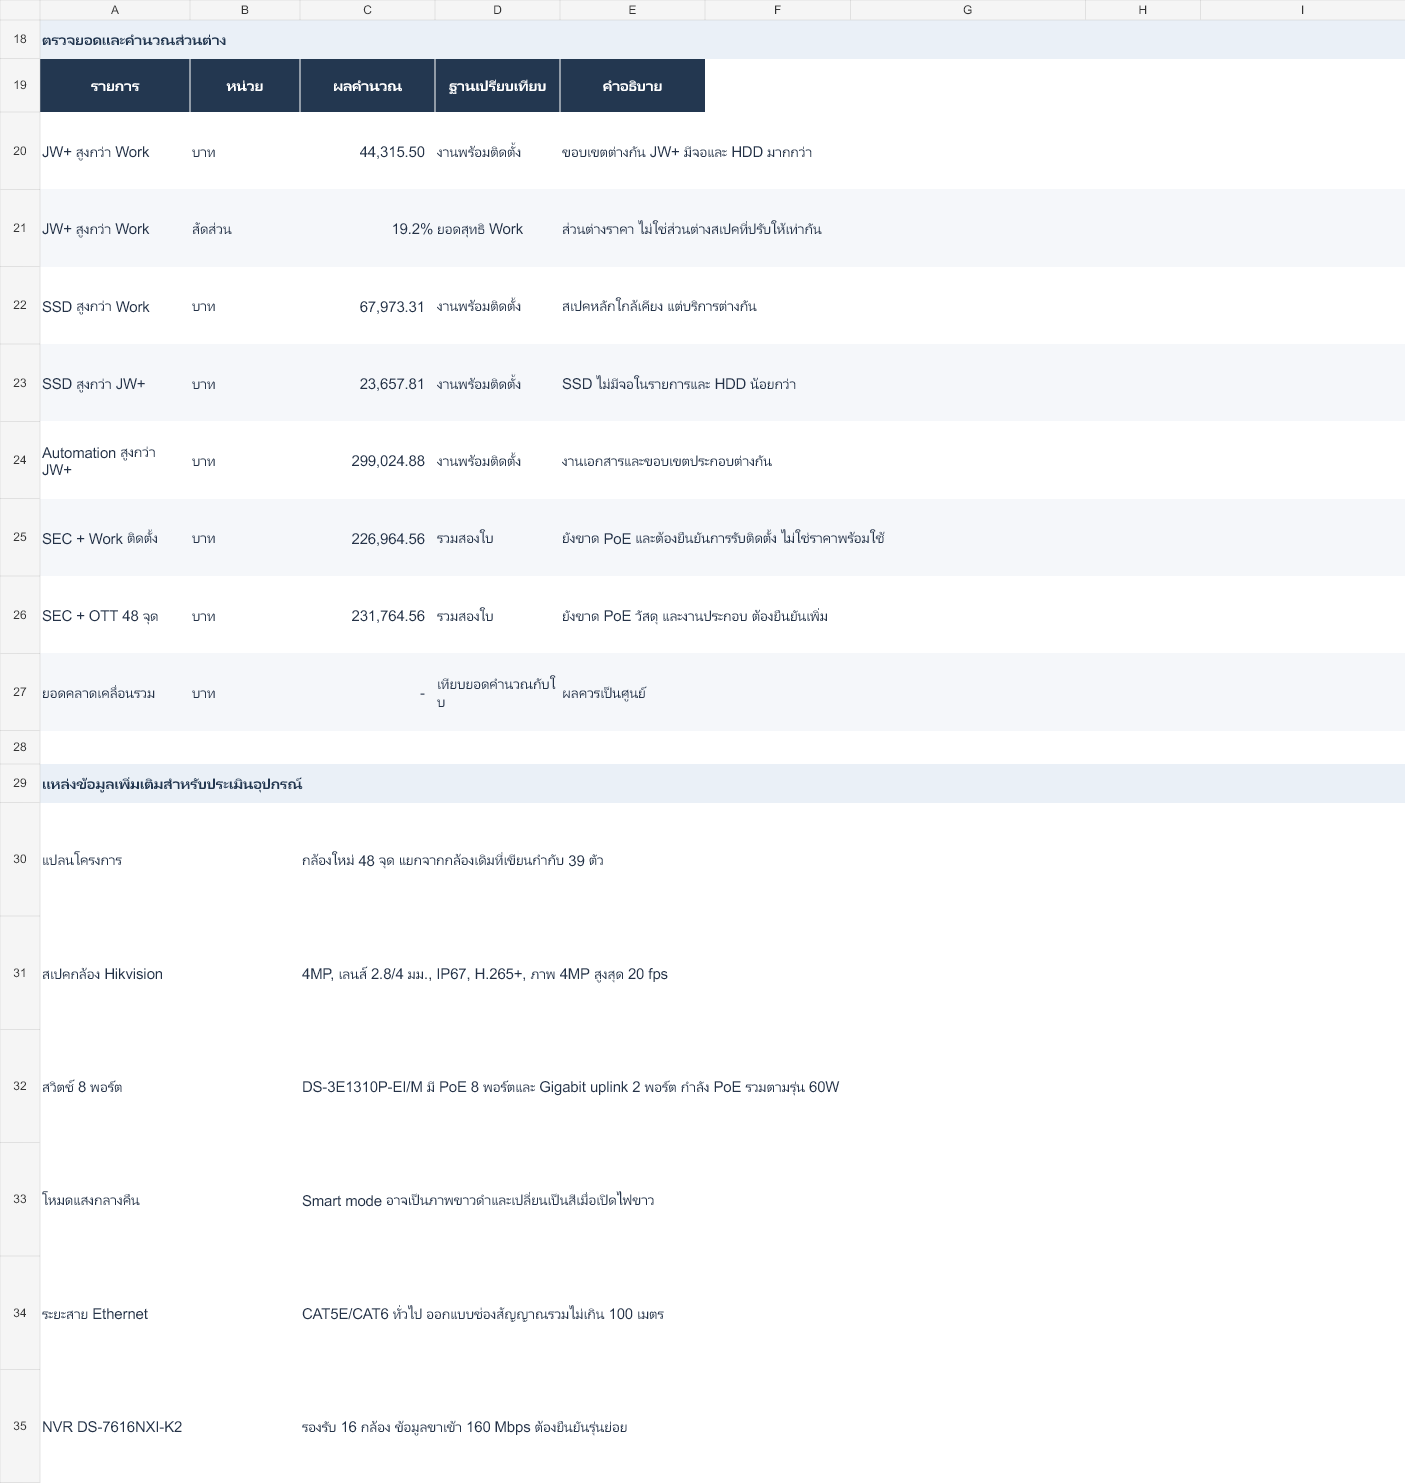 A B C D E F G H I
18 ตรวจยอดและคำนวณส่วนต่าง
19 รายการ หน่วย ผลคำนวณ ฐานเปรียบเทียบ คำอธิบาย
20 JW+ สูงกว่า Work บาท 44,315.50 งานพร้อมติดตั้ง ขอบเขตต่างกัน JW+ มีจอและ HDD มากกว่า
21 JW+ สูงกว่า Work สัดส่วน 19.2% ยอดสุทธิ Work ส่วนต่างราคา ไม่ใช่ส่วนต่างสเปคที่ปรับให้เท่ากัน
22 SSD สูงกว่า Work บาท 67,973.31 งานพร้อมติดตั้ง สเปคหลักใกล้เคียง แต่บริการต่างกัน
23 SSD สูงกว่า JW+ บาท 23,657.81 งานพร้อมติดตั้ง SSD ไม่มีจอในรายการและ HDD น้อยกว่า
24 Automation สูงกว่า
JW+ บาท 299,024.88 งานพร้อมติดตั้ง งานเอกสารและขอบเขตประกอบต่างกัน
25 SEC + Work ติดตั้ง บาท 226,964.56 รวมสองใบ ยังขาด PoE และต้องยืนยันการรับติดตั้ง ไม่ใช่ราคาพร้อมใช้
26 SEC + OTT 48 จุด บาท 231,764.56 รวมสองใบ ยังขาด PoE วัสดุ และงานประกอบ ต้องยืนยันเพิ่ม
27 ยอดคลาดเคลื่อนรวม บาท - เทียบยอดคำนวณกับใ
บ ผลควรเป็นศูนย์
28
29 แหล่งข้อมูลเพิ่มเติมสำหรับประเมินอุปกรณ์
30 แปลนโครงการ กล้องใหม่ 48 จุด แยกจากกล้องเดิมที่เขียนกำกับ 39 ตัว
31 สเปคกล้อง Hikvision 4MP, เลนส์ 2.8/4 มม., IP67, H.265+, ภาพ 4MP สูงสุด 20 fps
32 สวิตช์ 8 พอร์ต DS-3E1310P-EI/M มี PoE 8 พอร์ตและ Gigabit uplink 2 พอร์ต กำลัง PoE รวมตามรุ่น 60W
33 โหมดแสงกลางคืน Smart mode อาจเป็นภาพขาวดำและเปลี่ยนเป็นสีเมื่อเปิดไฟขาว
34 ระยะสาย Ethernet CAT5E/CAT6 ทั่วไป ออกแบบช่องสัญญาณรวมไม่เกิน 100 เมตร
35 NVR DS-7616NXI-K2 รองรับ 16 กล้อง ข้อมูลขาเข้า 160 Mbps ต้องยืนยันรุ่นย่อย